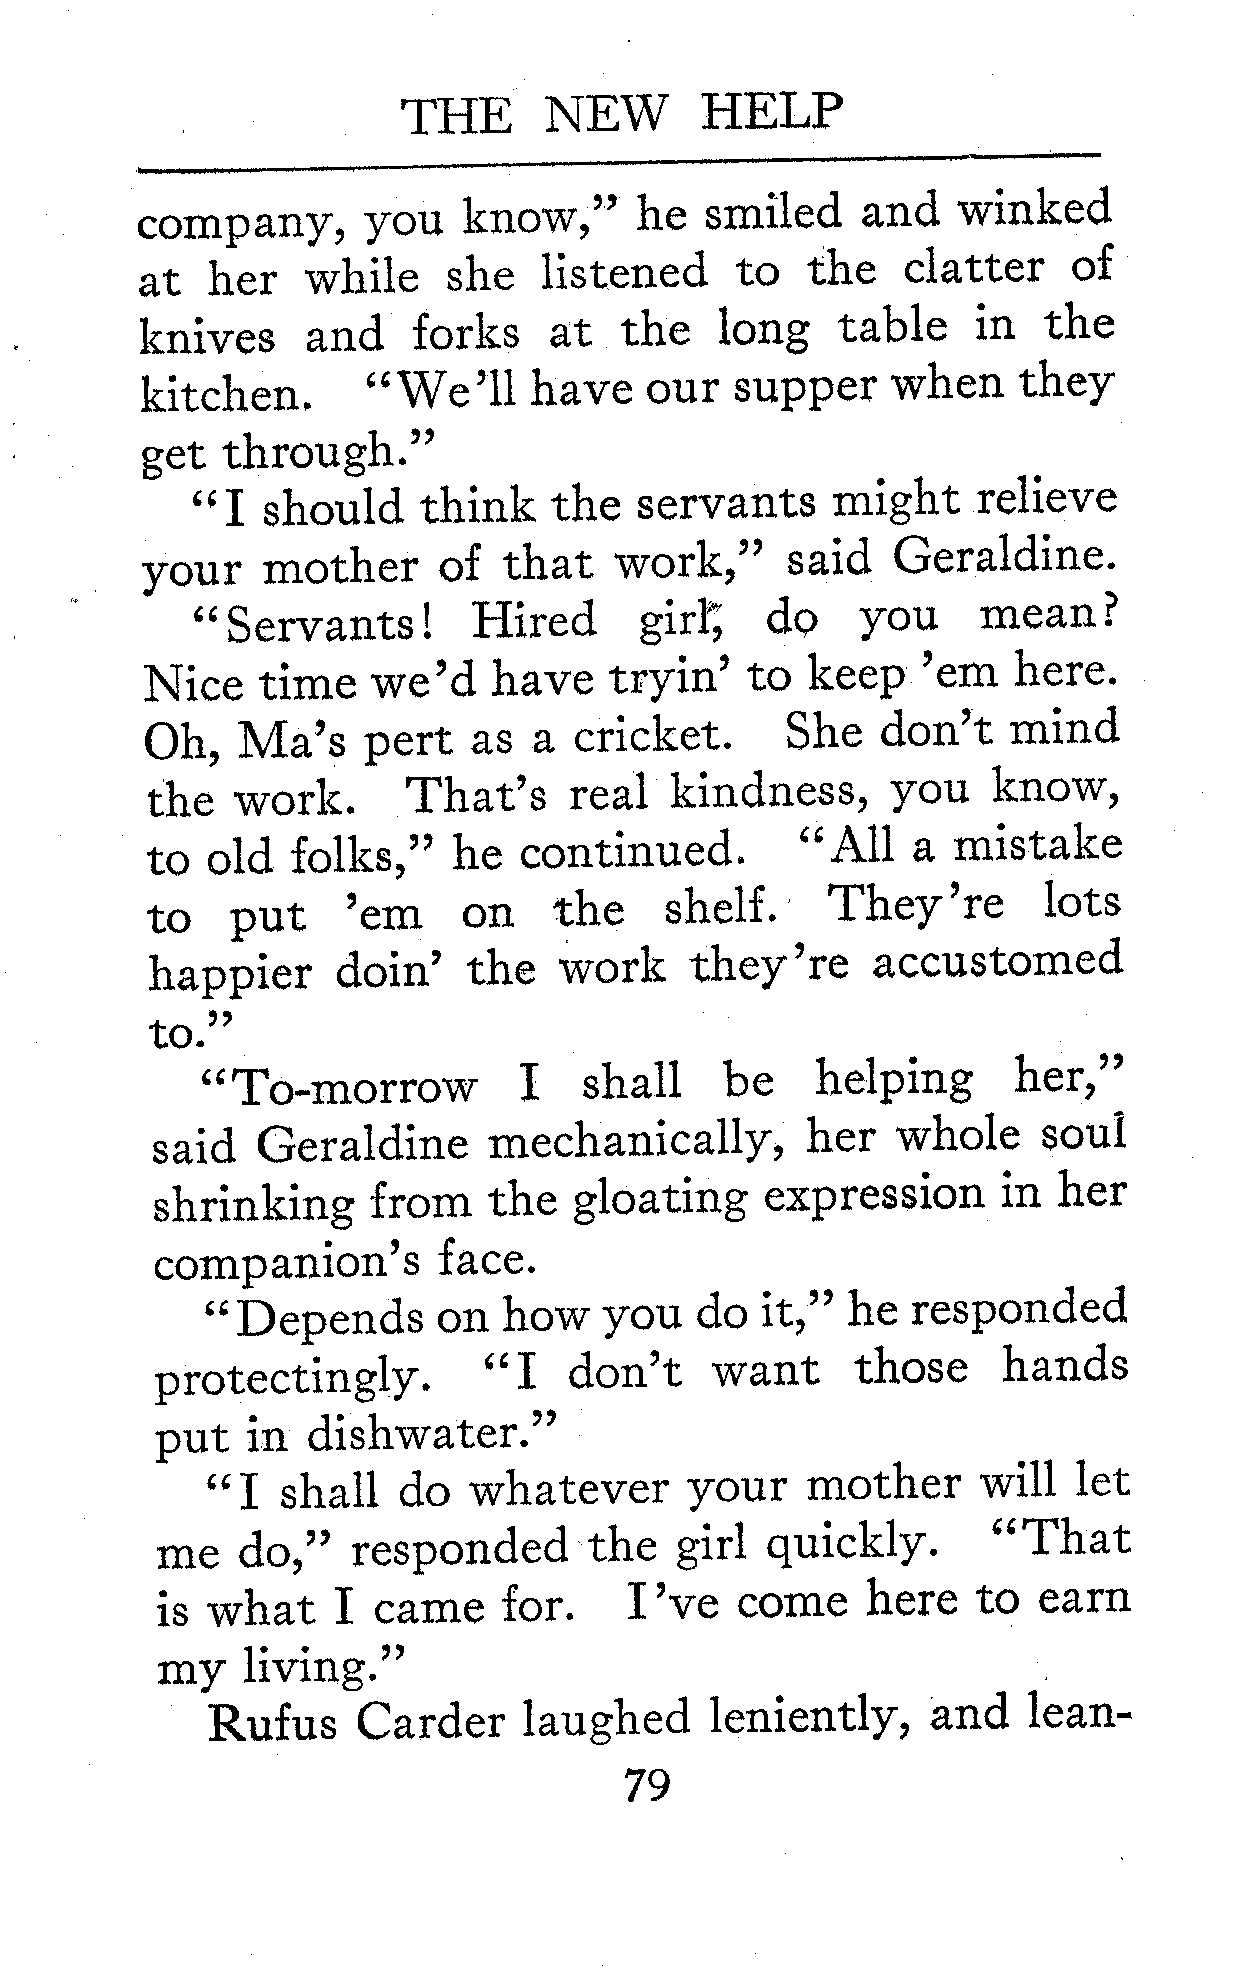 THE NEW HELP
company, you know,” he smiled and winked
at her while she listened to the clatter of
knives and forks at the long table in the
kitchen. “We’ll have our supper when they
get through.”
“I should think the servants might relieve
your mother of that work,” said Geraldine.
“Servants! Hired girl, do you mean?
Nice time we’d have tryin’ to keep ’em here.
Oh, Ma’s pert as a cricket. She don’t mind
the work. That’s real kindness, you know,
to old folks,” he continued. “All a mistake
to put ’em on the shelf. They’re lots
happier doin’ the work they’re accustomed
to.”
“To-morrow I shall be helping her,”
said Geraldine mechanically, her whole soul
shrinking from the gloating expression in her
companion’s face.
“Depends on how you do it,” he responded
protectingly. “I don’t want those hands
put in dishwater.”
“I shall do whatever your mother will let
me do,” responded the girl quickly. “That
is what I came for. I’ve come here to earn
my living.”
Rufus Carder laughed leniently, and lean-
79